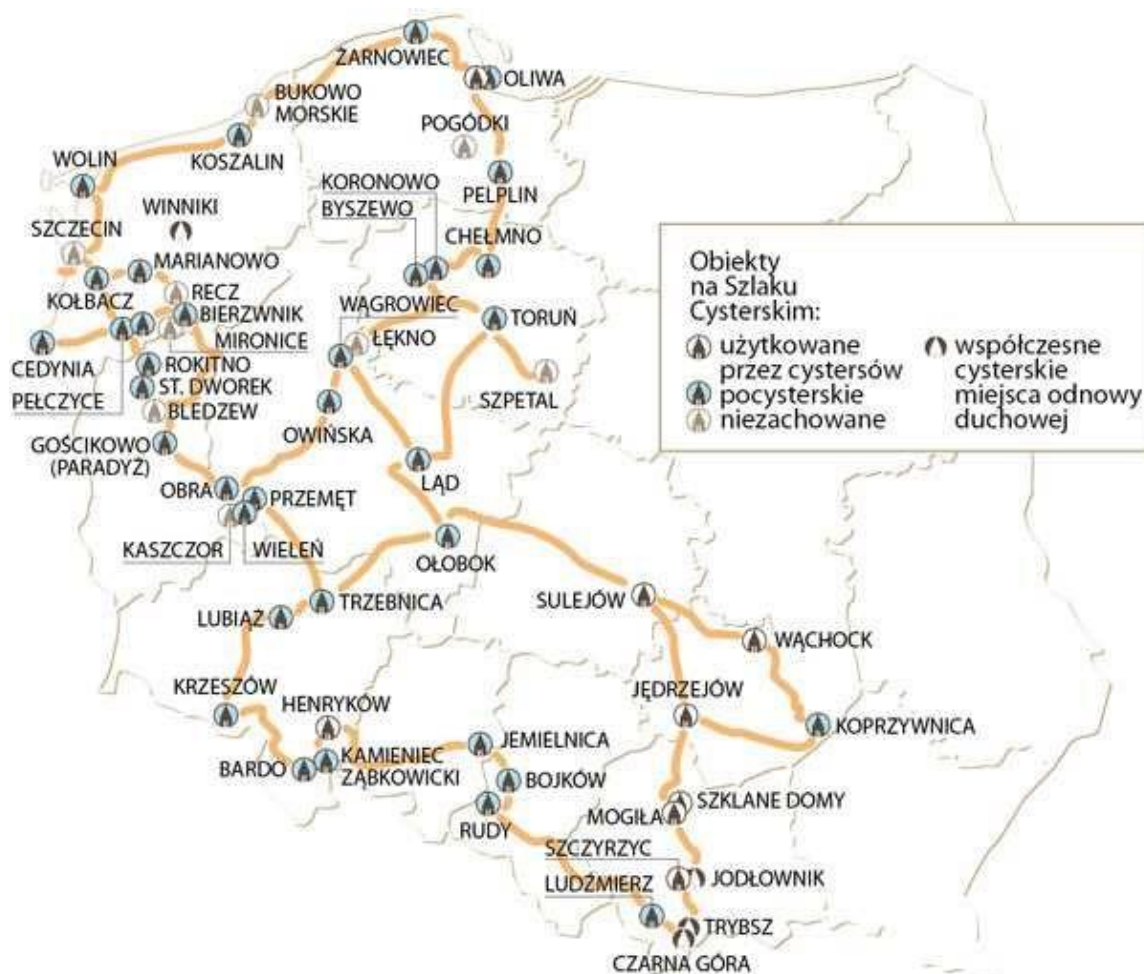 ŻARNOWIEC
OLIWA
BUKOWO
MORSKIE
POGÓDKI
KOSZALIN
WOLIN
PELPLIN
KORONOWO
BYSZEWO
WINNIKI
CHEŁMNO
SZCZECIN
MARIANOWO
KOŁBACZ
RECZ
BIERZWNIK
WĄGROWIEC
TORUŃ
ŁĘKNO
MIRONICE
CEDYNIA
ROKITNO
PEŁCZYCE
ST. DWOREK
BLEDZEW
SZPETAL
OWIŃSKA
GOŚCIKOWO
(PARADYŻ)
LĄD
OBRA
PRZEMĘT
KASZCZOR
WIELEŃ
OŁOBOK
TRZEBNICA
SULEJÓW
LUBIĄŻ
WĄCHOCK
KRZESZÓW
HENRYKÓW
JĘDRZEJÓW
KOPRZYWNICA
JEMIELNICA
BARDO
KAMIENIEC
ZĄBKOWICKI
BOJKÓW
SZKLANE DOMY
MOGIŁA
RUDY
SZCZYRZYC
JODŁOWNIK
LUDŹMIERZ
TRYBSZ
CZARNA GÓRA
Obiekty
na Szlaku
Cysterskim:
użytkowane
przez cystersów
pocysterskie
niezachowane
współczesne
cysterskie
miejsca odnowy
duchowej